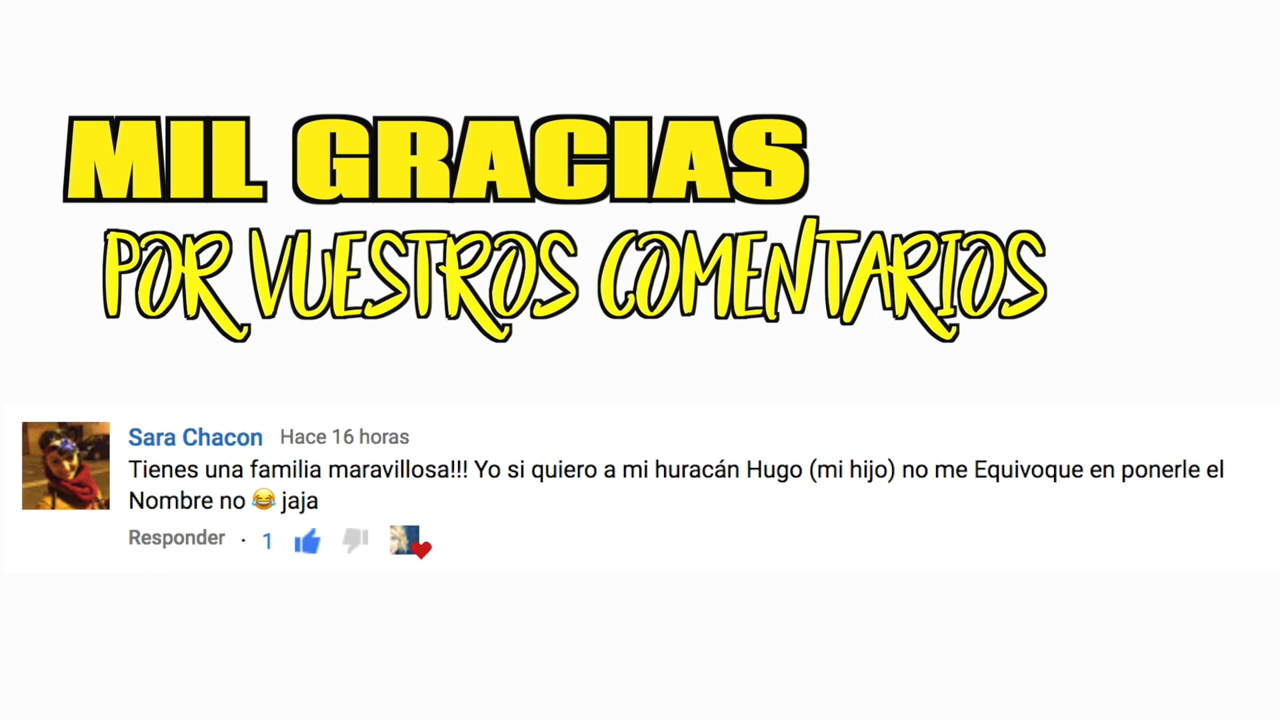 MIL GRACIAS
POR VUESTROS COMENTARIOS
Sara Chacon Hace 16 horas
Tienes una familia maravillosa!!! Yo si quiero a mi huracán Hugo (mi hijo) no me Equivoque en ponerle el
Nombre no 😂 jaja
Responder · 1